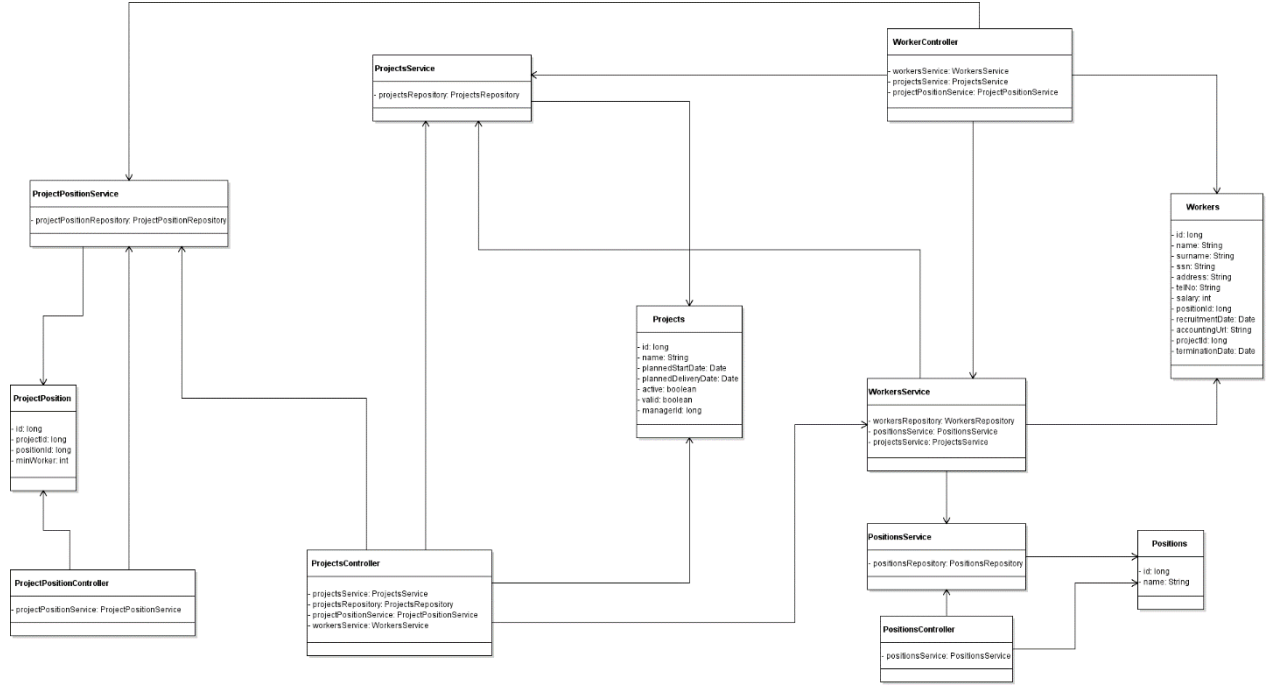 WorkerController
- workersService: WorkersService
- projectsService: ProjectsService
- projectPositionService: ProjectPositionService
ProjectsService
- projectsRepository: ProjectsRepository
ProjectPositionService
- projectPositionRepository: ProjectPositionRepository
Workers
- id: long
- name: String
- surname: String
- ssn: String
- address: String
- telNo: String
- salary: int
- positionId: long
- recruitmentDate: Date
- accountingUrl: String
- projectId: long
- terminationDate: Date
Projects
- id: long
- name: String
- plannedStartDate: Date
- plannedDeliveryDate: Date
- active: boolean
- valid: boolean
- managerId: long
ProjectPosition
- id: long
- projectId: long
- positionId: long
- minWorker: int
WorkersService
- workersRepository: WorkersRepository
- positionsService: PositionsService
- projectsService: ProjectsService
PositionsService
- positionsRepository: PositionsRepository
Positions
- id: long
- name: String
ProjectPositionController
- projectPositionService: ProjectPositionService
ProjectsController
- projectsService: ProjectsService
- projectsRepository: ProjectsRepository
- projectPositionService: ProjectPositionService
- workersService: WorkersService
PositionsController
- positionsService: PositionsService